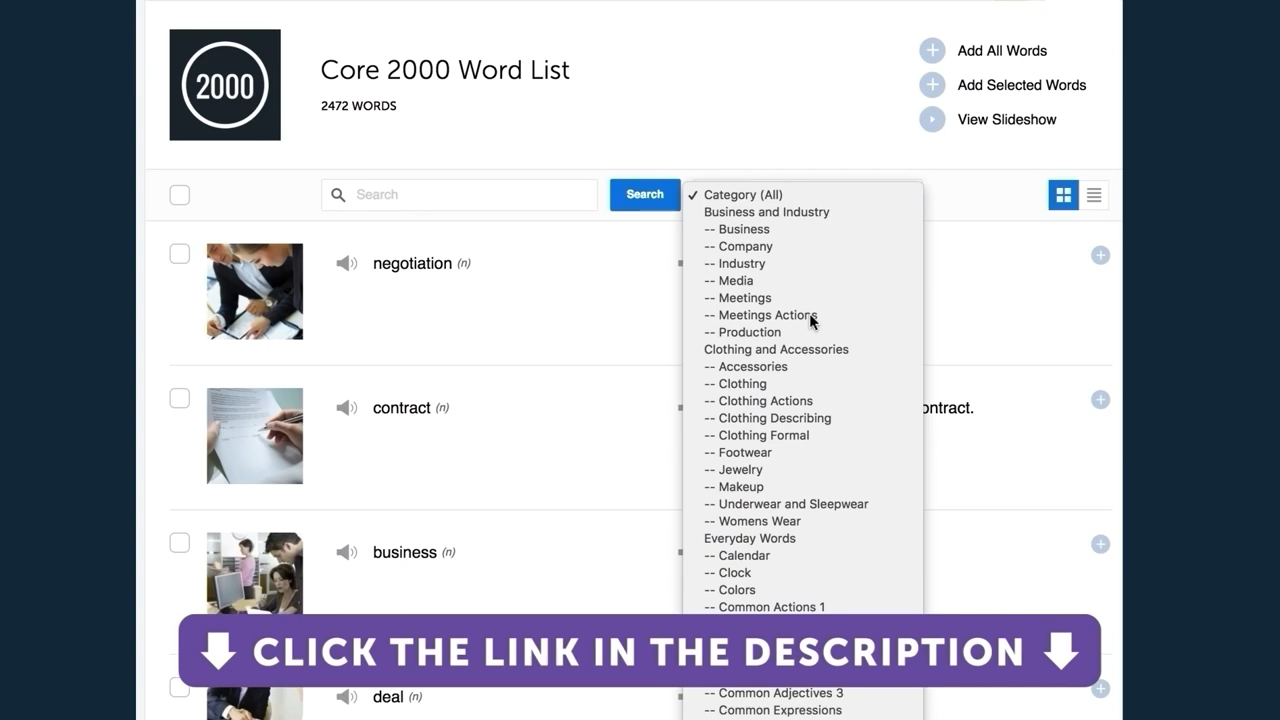 2000
Core 2000 Word List
2472 WORDS
Add All Words
Add Selected Words
View Slideshow
Search
Search
✓ Category (All)
Business and Industry
-- Business
-- Company
-- Industry
-- Media
-- Meetings
-- Meetings Actions
-- Production
Clothing and Accessories
-- Accessories
-- Clothing
-- Clothing Actions
-- Clothing Describing
-- Clothing Formal
-- Footwear
-- Jewelry
-- Makeup
-- Underwear and Sleepwear
-- Womens Wear
Everyday Words
-- Calendar
-- Clock
-- Colors
-- Common Actions 1
-- Common Adjectives 3
-- Common Expressions
negotiation (n)
contract (n)
ontract.
business (n)
deal (n)
CLICK THE LINK IN THE DESCRIPTION